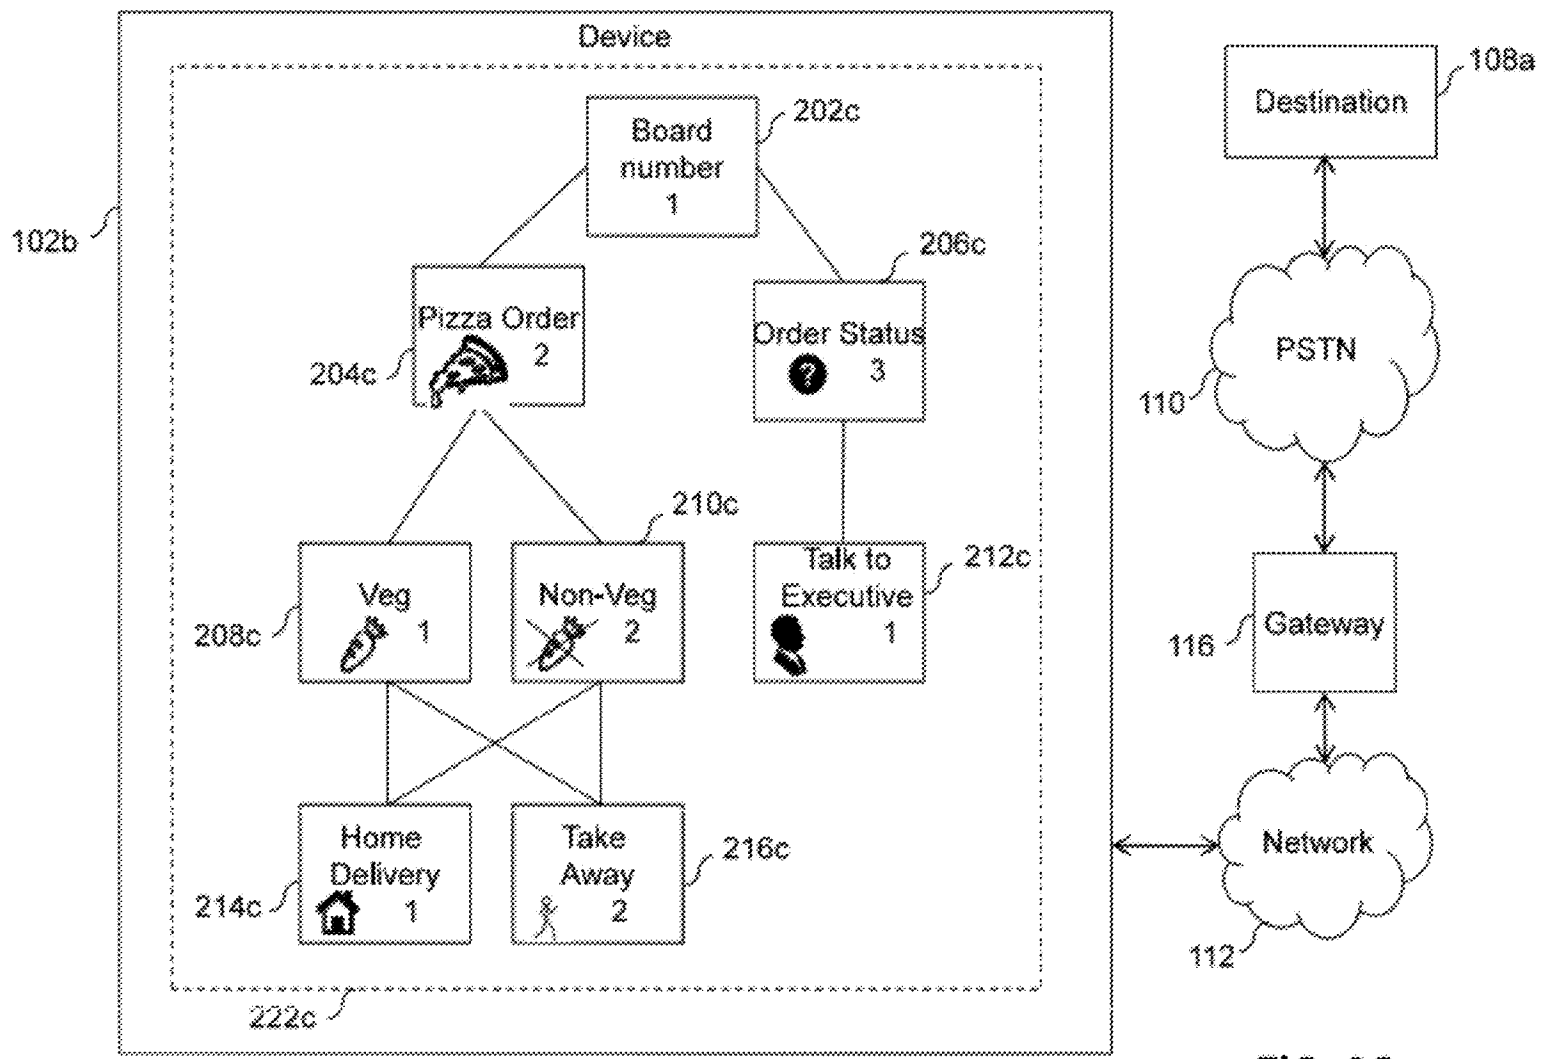 Device
108a
Destination
202c
Board
number
1
102b
206c
Pizza Order
2
204c
Order Status
?
3
PSTN
110
210c
212c
Veg
1
208c
Non-Veg
2
Talk to
Executive
1
Gateway
116
Home
Delivery
1
214c
Take
Away
2
216c
Network
112
222c